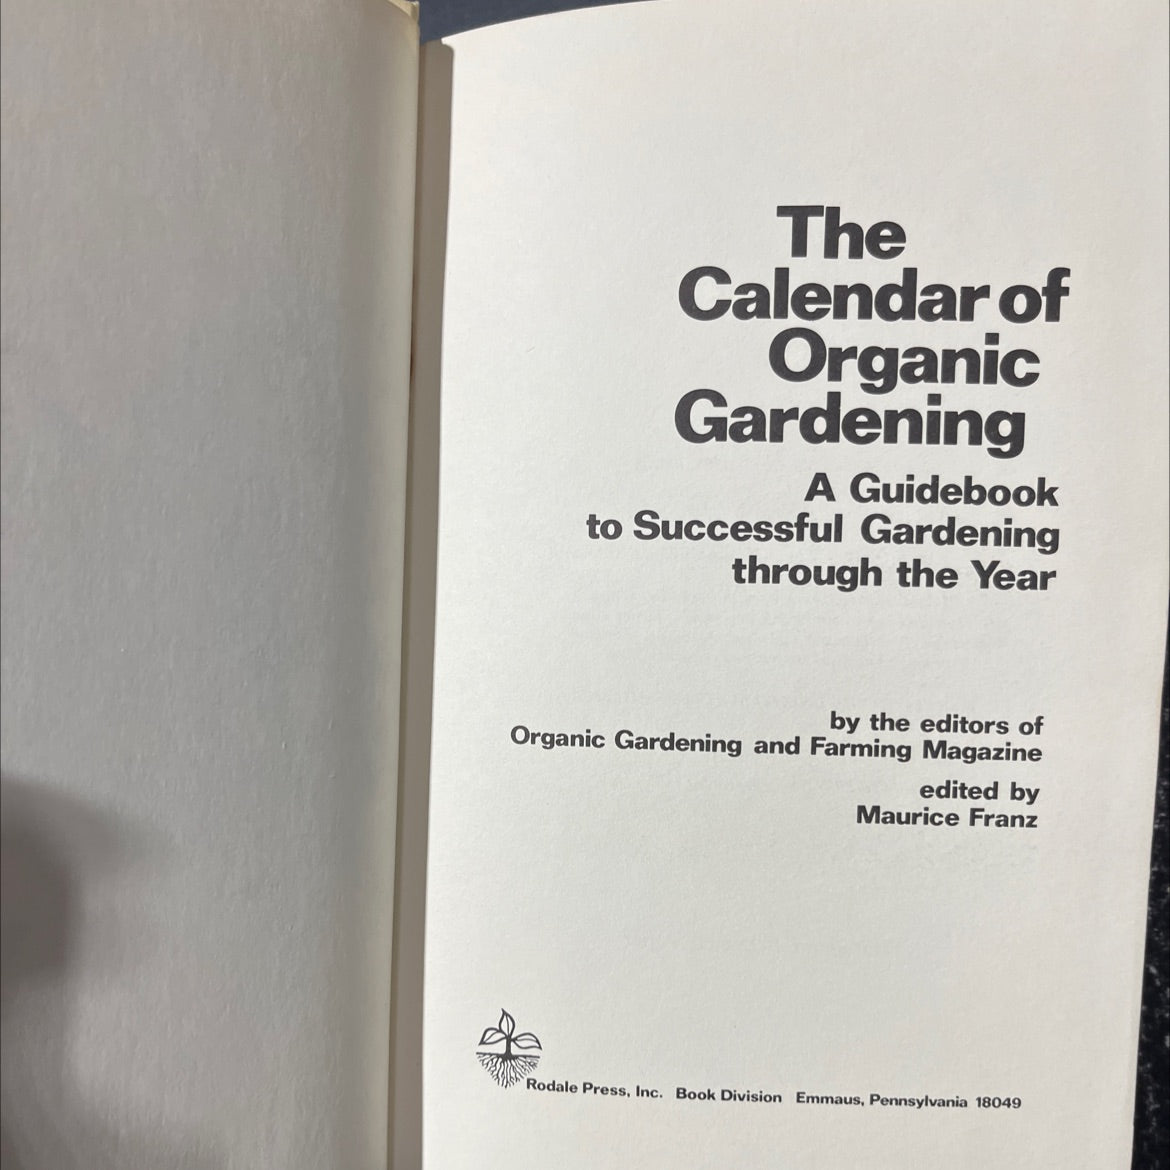 The
Calendar of
Organic
Gardening
A Guidebook
to Successful Gardening
through the Year
by the editors of
Organic Gardening and Farming Magazine
edited by
Maurice Franz
Rodale Press, Inc. Book Division Emmaus, Pennsylvania 18049